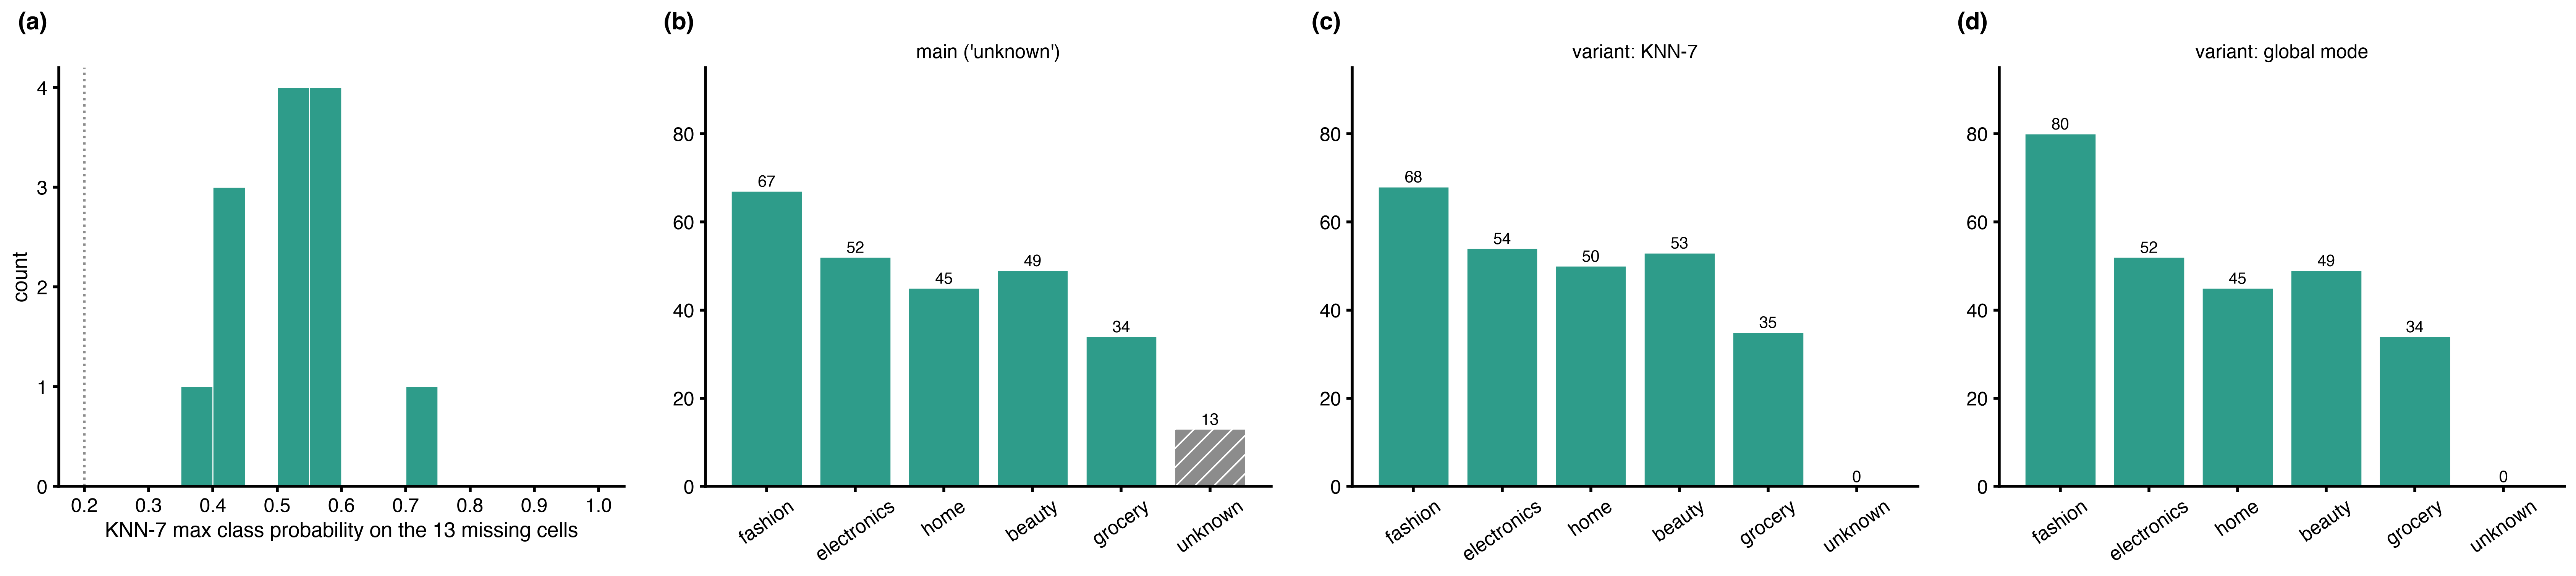 (a)
count
4
3
2
1
0
0.2 0.3 0.4 0.5 0.6 0.7 0.8 0.9 1.0
KNN-7 max class probability on the 13 missing cells
(b)
main ('unknown')
80
60
40
20
0
67
52
45
49
34
13
fashion
electronics
home
beauty
grocery
unknown
(c)
variant: KNN-7
80
60
40
20
0
68
54
50
53
35
0
fashion
electronics
home
beauty
grocery
unknown
(d)
variant: global mode
80
60
40
20
0
80
52
45
49
34
0
fashion
electronics
home
beauty
grocery
unknown